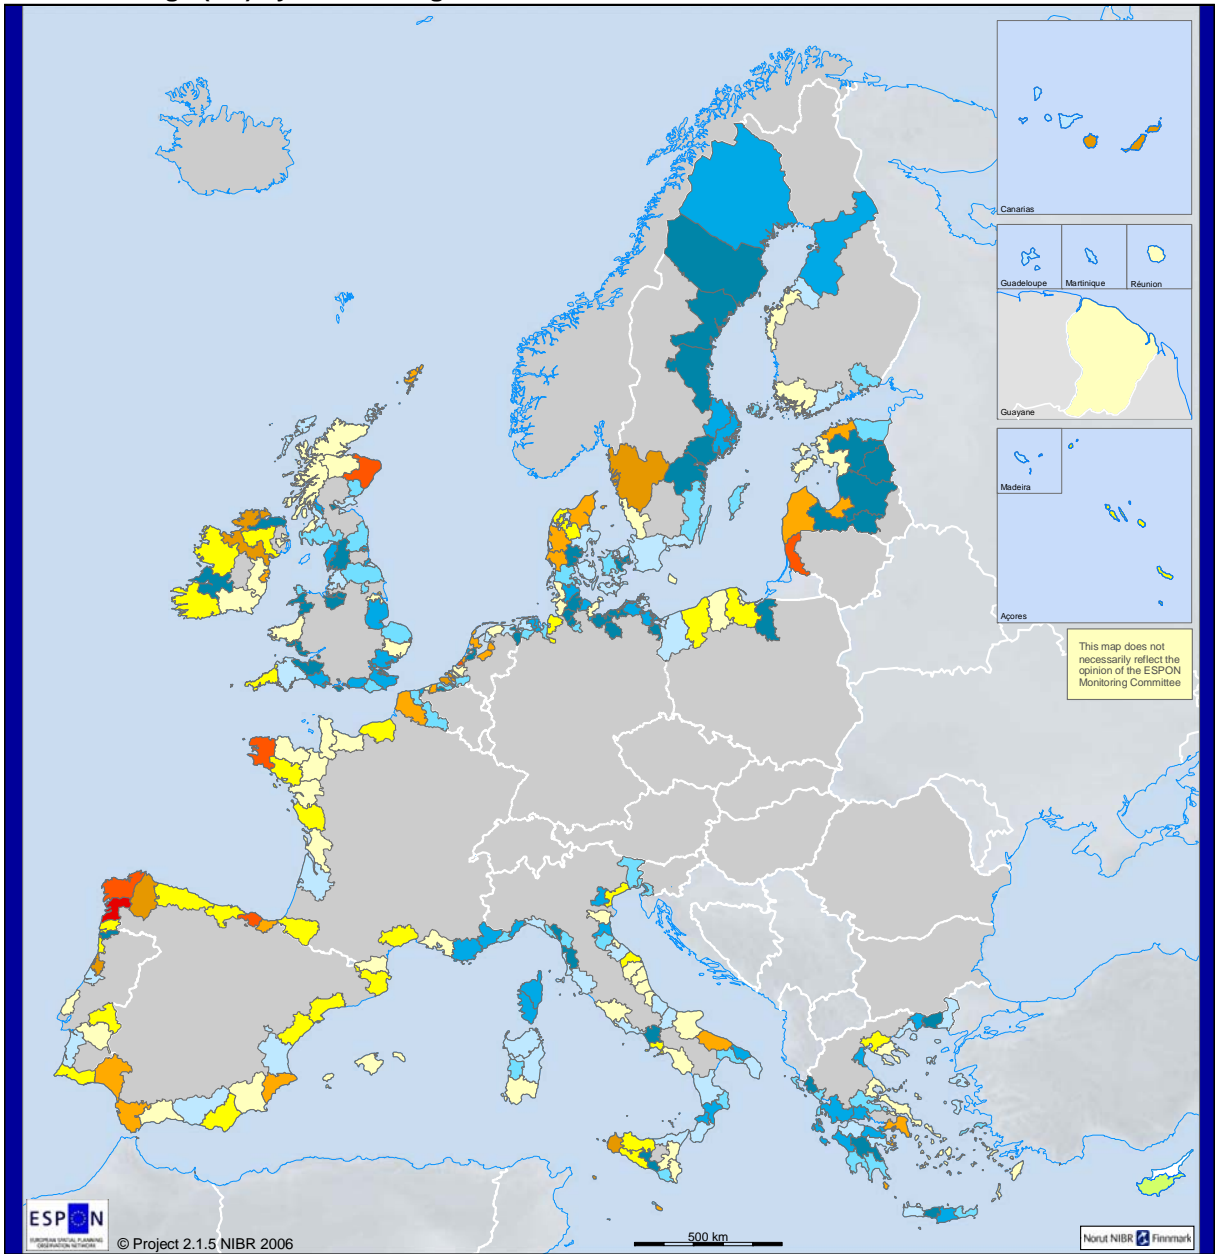 Canarias
Guadeloupe
Martinique
Réunion
Guayane
Madeira
Açores
This map does not
necessarily reflect the
opinion of the ESPON
Monitoring Committee
ESPON
EUROPEAN SPATIAL PLANNING
OBSERVATION NETWORK
© Project 2.1.5 NIBR 2006
500 km
Norut NIBR Finnmark